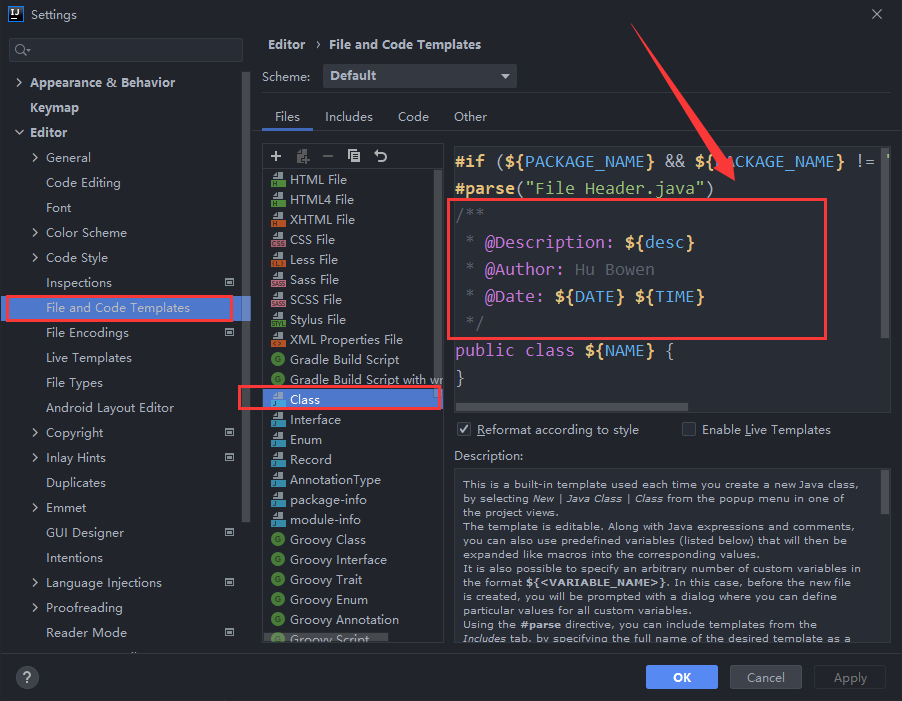 IJ
Settings
Appearance & Behavior
Keymap
Editor
General
Code Editing
Font
Color Scheme
Code Style
Inspections
File and Code Templates
File Encodings
Live Templates
File Types
Android Layout Editor
Copyright
Inlay Hints
Duplicates
Emmet
GUI Designer
Intentions
Language Injections
Proofreading
Reader Mode
Editor › File and Code Templates
Scheme: Default
Files Includes Code Other
HTML File
HTML4 File
XHTML File
CSS File
Less File
Sass File
SCSS File
Stylus File
XML Properties File
Gradle Build Script
Gradle Build Script with wr
Class
Interface
Enum
Record
AnnotationType
package-info
module-info
Groovy Class
Groovy Interface
Groovy Trait
Groovy Enum
Groovy Annotation
Groovy Script
#if (${PACKAGE_NAME} && ${PACKAGE_NAME} != "
#parse("File Header.java")
/**
* @Description: ${desc}
* @Author: Hu Bowen
* @Date: ${DATE} ${TIME}
*/
public class ${NAME} {
}
Reformat according to style Enable Live Templates
Description:
This is a built-in template used each time you create a new Java class,
by selecting New | Java Class | Class from the popup menu in one of
the project views.
The template is editable. Along with Java expressions and comments,
you can also use predefined variables (listed below) that will then be
expanded like macros into the corresponding values.
It is also possible to specify an arbitrary number of custom variables in
the format ${<VARIABLE_NAME>}. In this case, before the new file
is created, you will be prompted with a dialog where you can define
particular values for all custom variables.
Using the #parse directive, you can include templates from the
Includes tab, by specifying the full name of the desired template as a
?
OK Cancel Apply